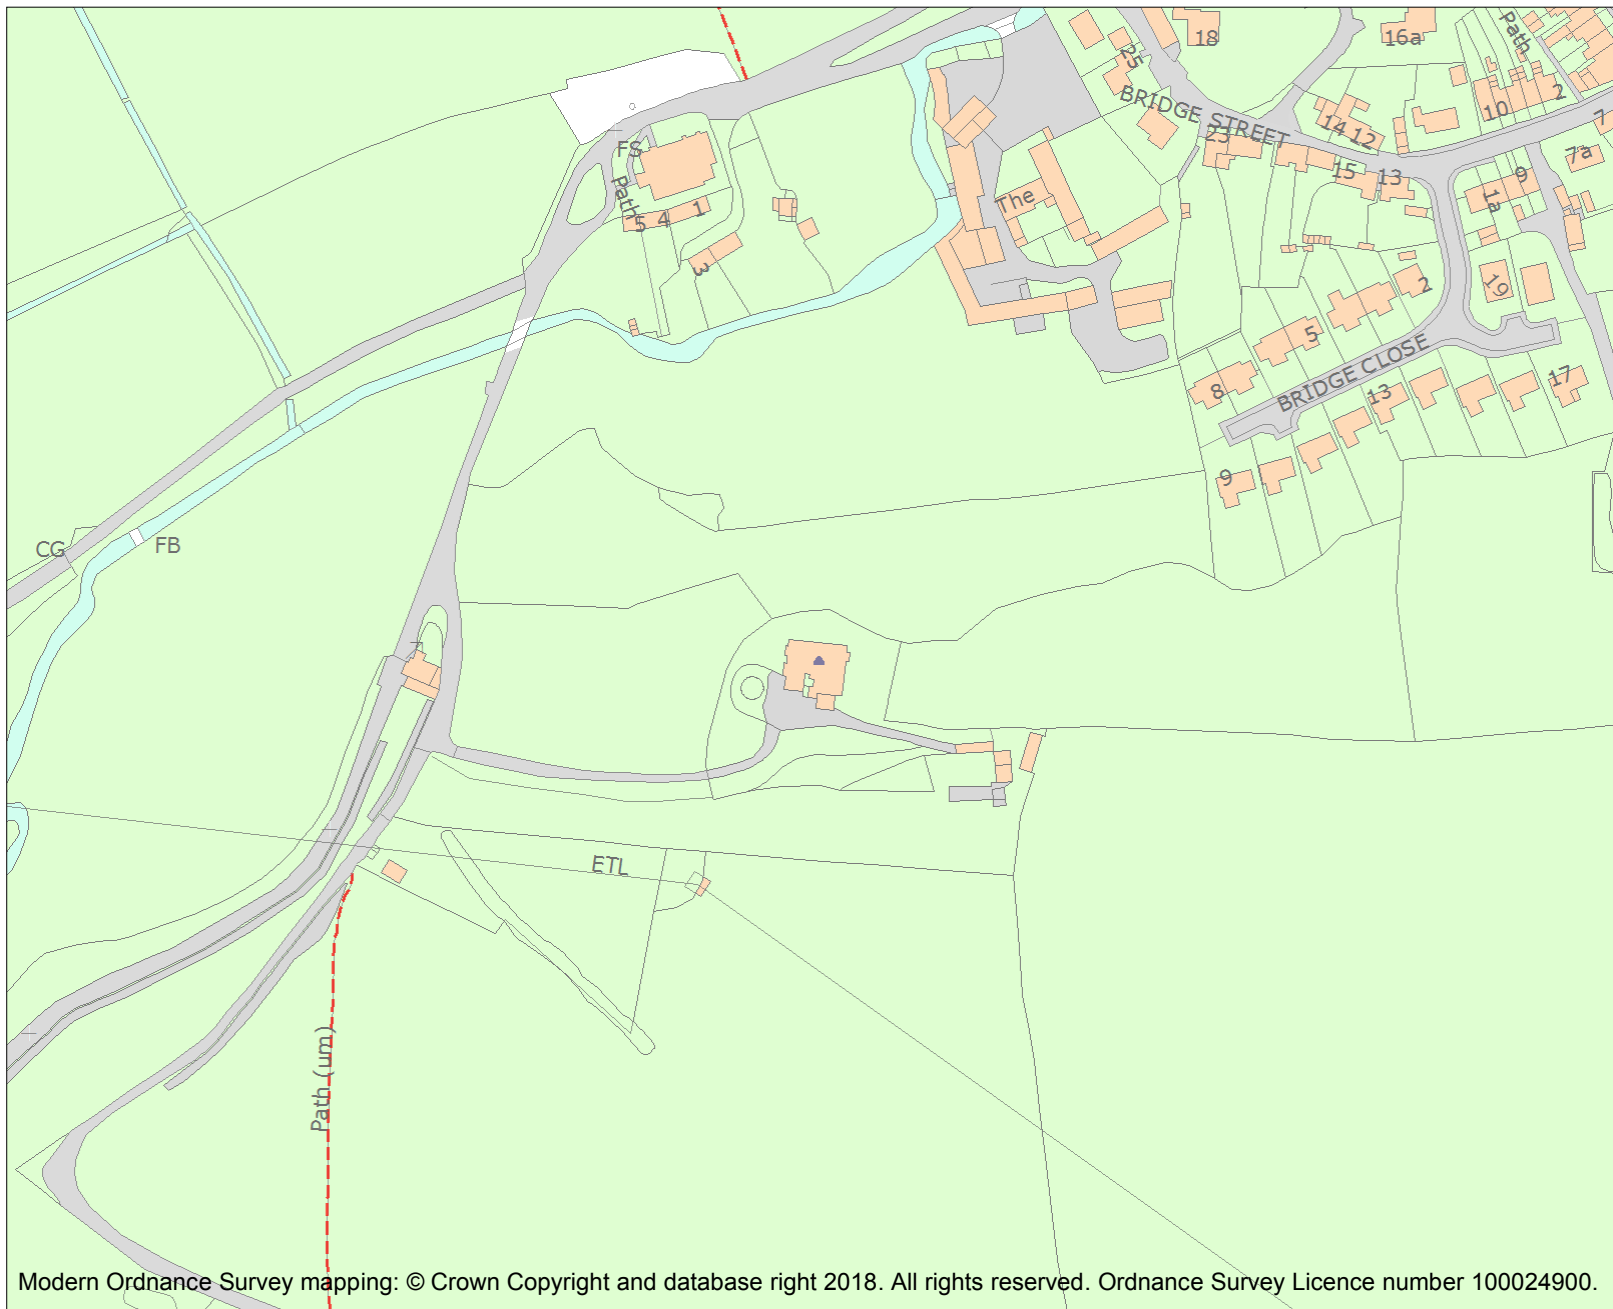 Path
18
16a
25
BRIDGE STREET
10
2
14
12
7
FS
23
7a
15
13
9
Path
The
1a
5
4
1
3
2
19
5
BRIDGE CLOSE
8
13
17
9
CG
FB
ETL
Path (um)
Modern Ordnance Survey mapping: © Crown Copyright and database right 2018. All rights reserved. Ordnance Survey Licence number 100024900.